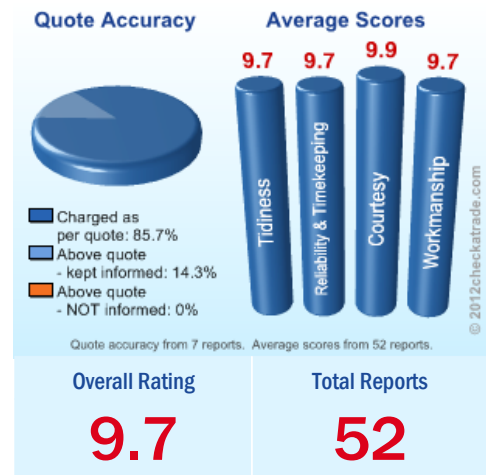 Quote Accuracy
Average Scores
9.7
9.7
9.9
9.7
Tidiness
Reliability & Timekeeping
Courtesy
Workmanship
Charged as
per quote: 85.7%
Above quote
- kept informed: 14.3%
Above quote
- NOT informed: 0%
© 2012checkatrade.com
Quote accuracy from 7 reports. Average scores from 52 reports.
Overall Rating
Total Reports
9.7
52